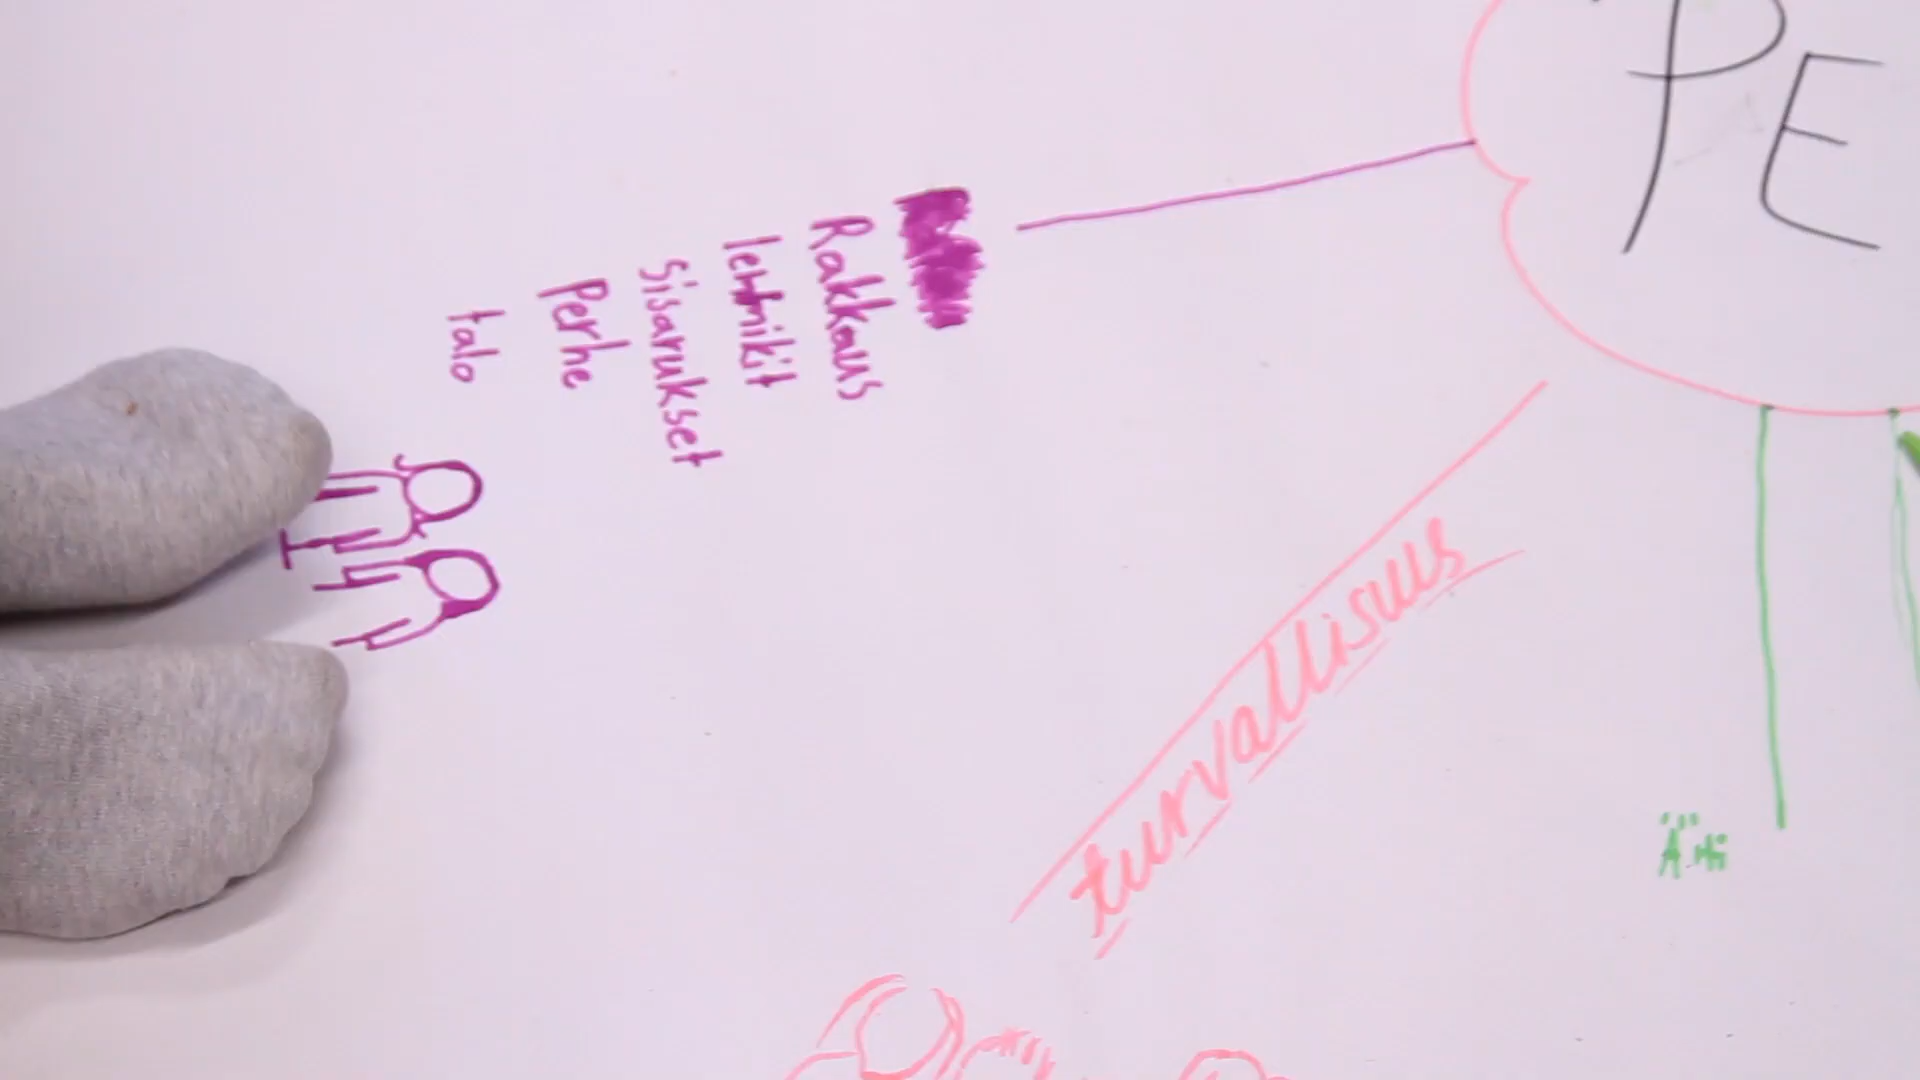 PE
Rakkaus
lemmikit
Sisarukset
Perhe
talo
turvallisuus
Äiti